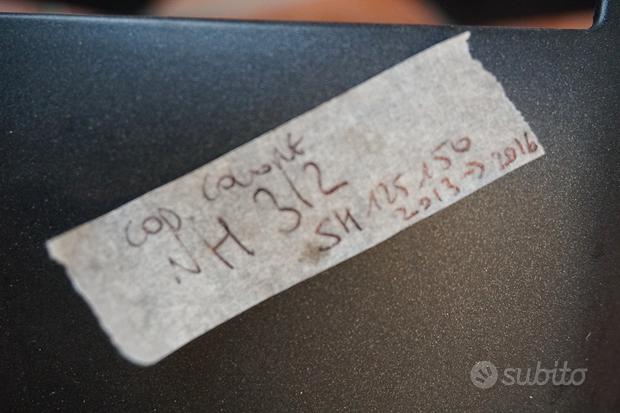 COD. COLORE
NH 312
SH 125 150
2013 -> 2016
subito